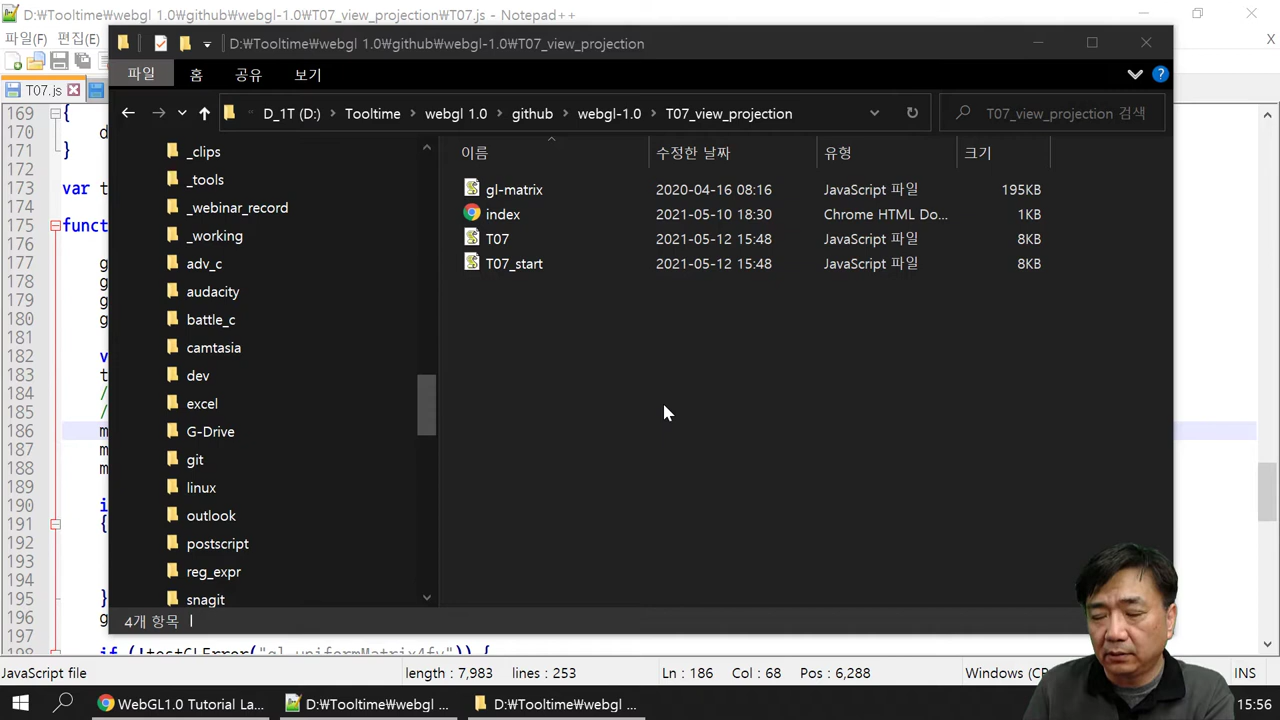 D:₩Tooltime₩webgl 1.0₩github₩webgl-1.0₩T07_view_projection₩T07.js - Notepad++
파일(F) 편집(E)
X
T07.js
D:₩Tooltime₩webgl 1.0₩github₩webgl-1.0₩T07_view_projection
파일 홈 공유 보기
D_1T (D:) Tooltime webgl 1.0 github webgl-1.0 T07_view_projection
T07_view_projection 검색
이름 수정한 날짜 유형 크기
gl-matrix 2020-04-16 08:16 JavaScript 파일 195KB
index 2021-05-10 18:30 Chrome HTML Do... 1KB
T07 2021-05-12 15:48 JavaScript 파일 8KB
T07_start 2021-05-12 15:48 JavaScript 파일 8KB
_clips
_tools
_webinar_record
_working
adv_c
audacity
battle_c
camtasia
dev
excel
G-Drive
git
linux
outlook
postscript
reg_expr
snagit
4개 항목
169 {
170 d
171 }
172
173 var t
174
175 funct
177 g
178 g
179 g
180 g
181
182 v
183 t
184 /
185 /
186 m
187 m
188 m
190 i
191 {
192
193
194
195 }
196 g
197
JavaScript file length : 7,983 lines : 253 Ln : 186 Col : 68 Pos : 6,288 Windows (CR INS
WebGL1.0 Tutorial La... D:₩Tooltime₩webgl ... D:₩Tooltime₩webgl ... 15:56